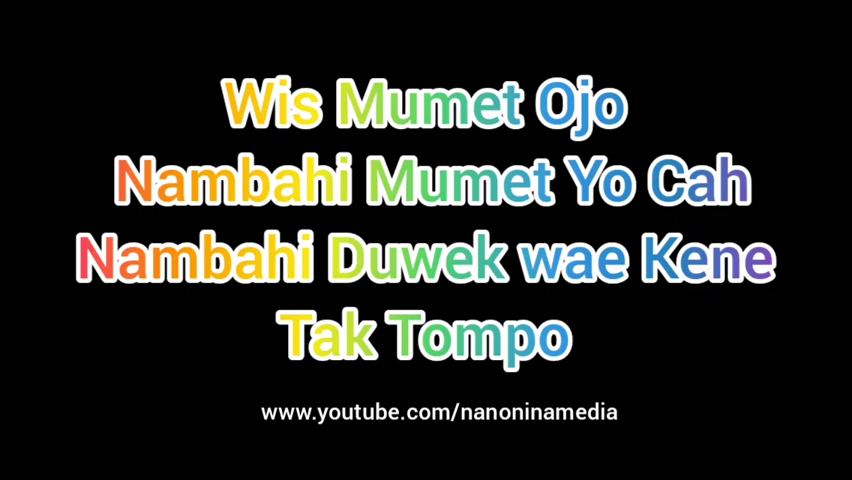 Wis Mumet Ojo
Nambahi Mumet Yo Cah
Nambahi Duwek wae Kene
Tak Tompo
www.youtube.com/nanoninamedia